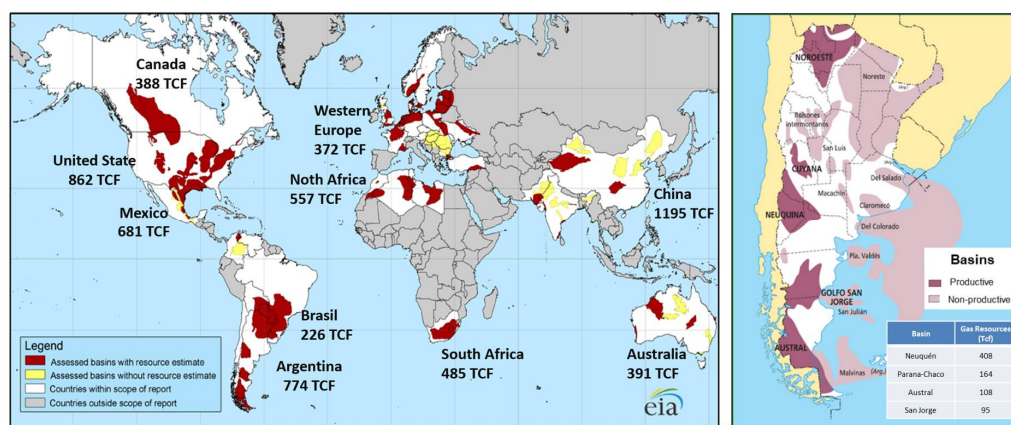 Canada
388 TCF
Western
Europe
372 TCF
United State
862 TCF
Noth Africa
557 TCF
China
1195 TCF
Mexico
681 TCF
Brasil
226 TCF
Argentina
774 TCF
South Africa
485 TCF
Australia
391 TCF
Legend
Assessed basins with resource estimate
Assessed basins without resource estimate
Countries within scope of report
Countries outside scope of report
eia
NOROESTE
Noreste
(Arg.)
Bolsones
intermontanos
San Luis
CUYANA
Del Salado
Macachín
Claromecó
NEUQUINA
Del Colorado
Pla. Valdés
GOLFO SAN
JORGE
San Julián
AUSTRAL
Malvinas (Arg.)
Basins
Productive
Non-productive
Basin Gas Resources (Tcf)
Neuquén 408
Parana-Chaco 164
Austral 108
San Jorge 95